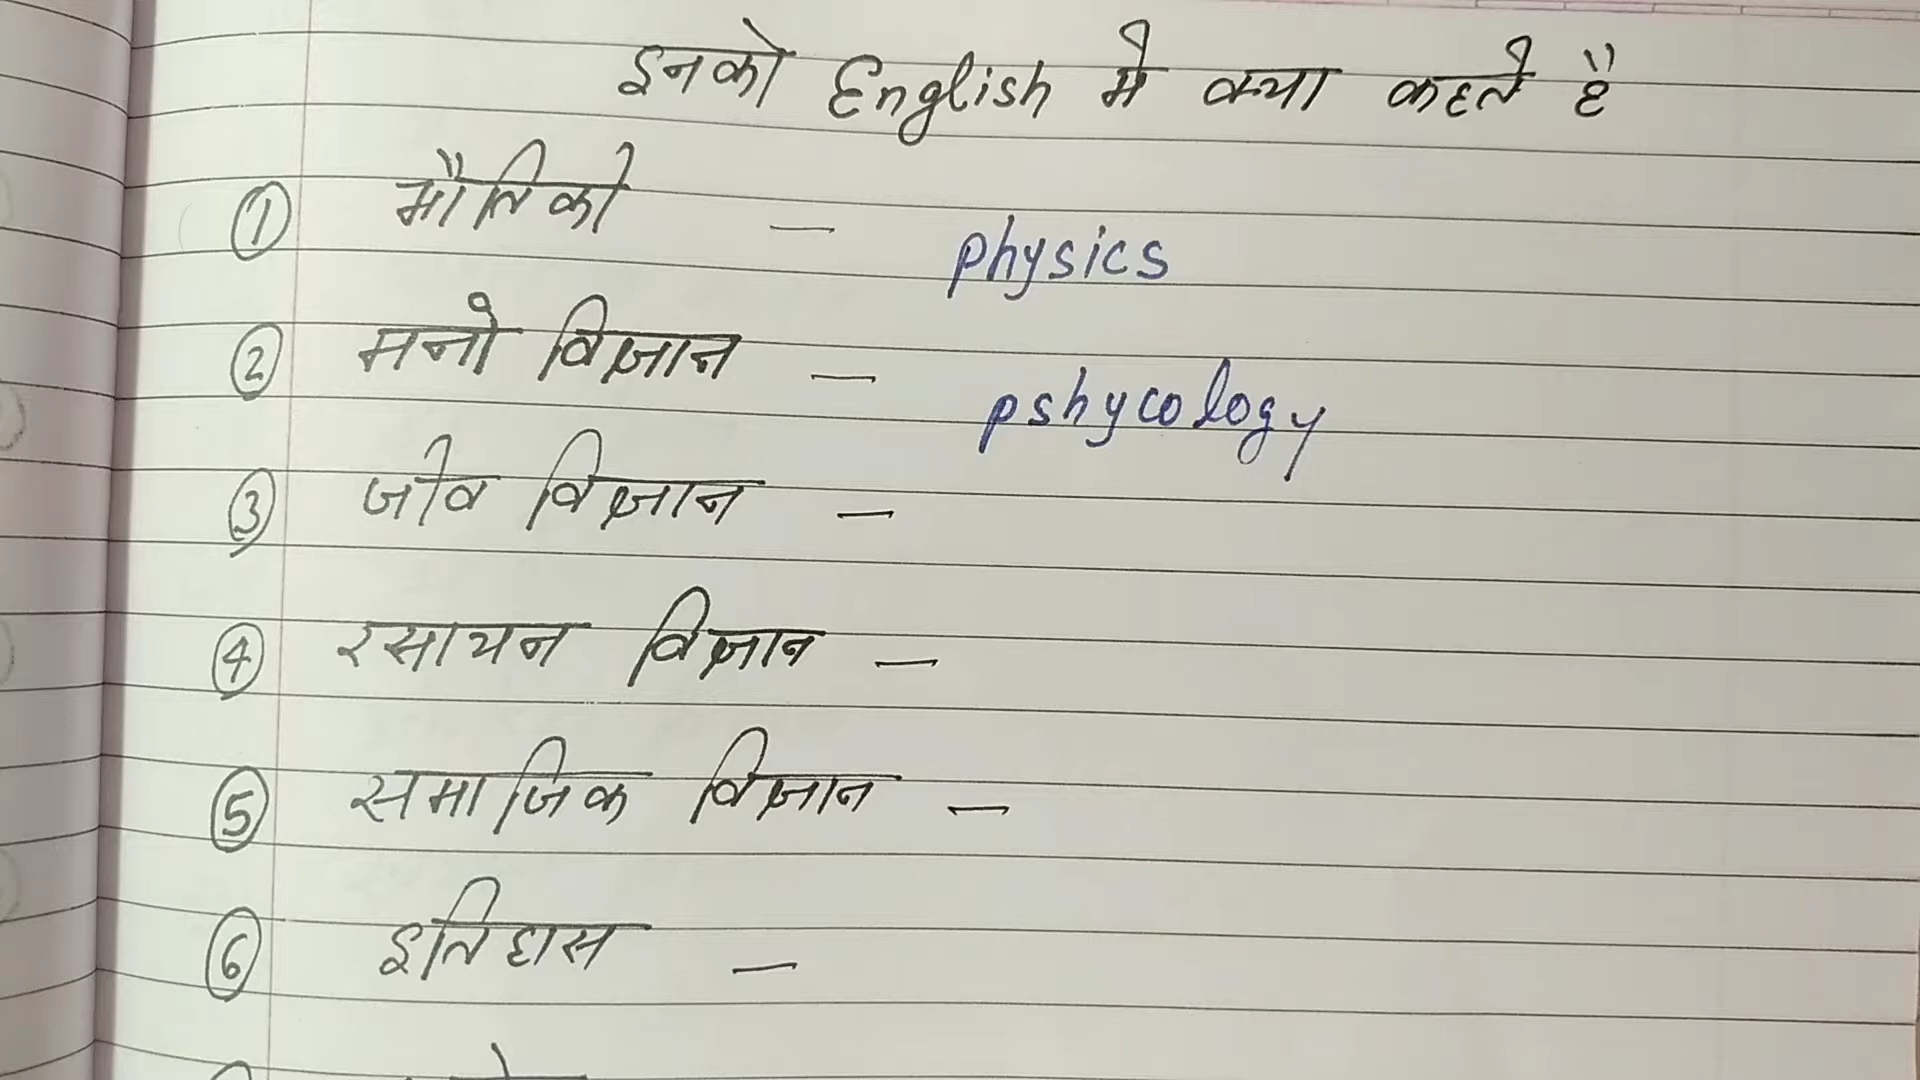 इनको English मे क्या कहते है
① भौतिकी — physics
② मनो विज्ञान — pshycology
③ जीव विज्ञान —
④ रसायन विज्ञान —
⑤ समाजिक विज्ञान —
⑥ इतिहास —